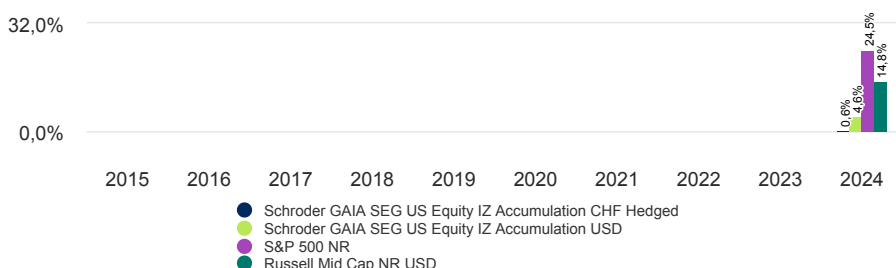 32,0%
0,0%
0,6%
4,6%
24,5%
14,8%
2015 2016 2017 2018 2019 2020 2021 2022 2023 2024
Schroder GAIA SEG US Equity IZ Accumulation CHF Hedged
Schroder GAIA SEG US Equity IZ Accumulation USD
S&P 500 NR
Russell Mid Cap NR USD